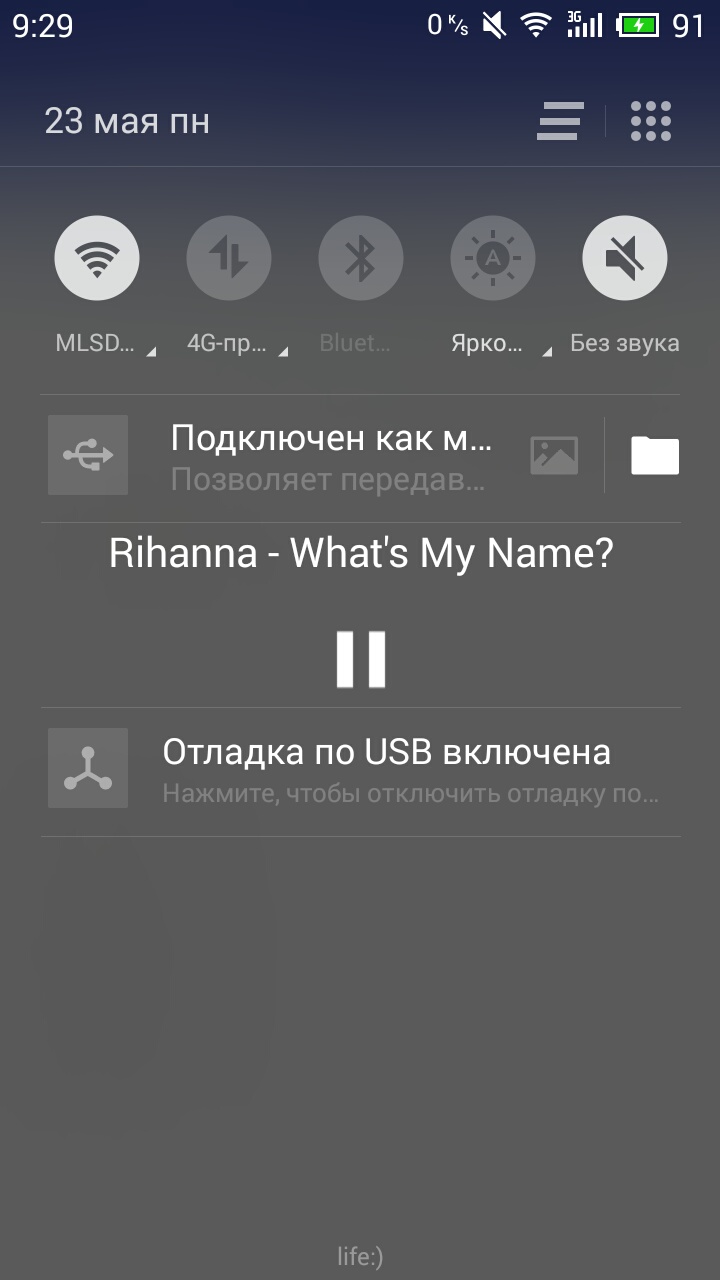 9:29 0 K/s 3G 91
23 мая пн
A
MLSD... 4G-пр... Bluet... Ярко... Без звука
Подключен как м...
Позволяет передав...
Rihanna - What's My Name?
Отладка по USB включена
Нажмите, чтобы отключить отладку по...
life:)